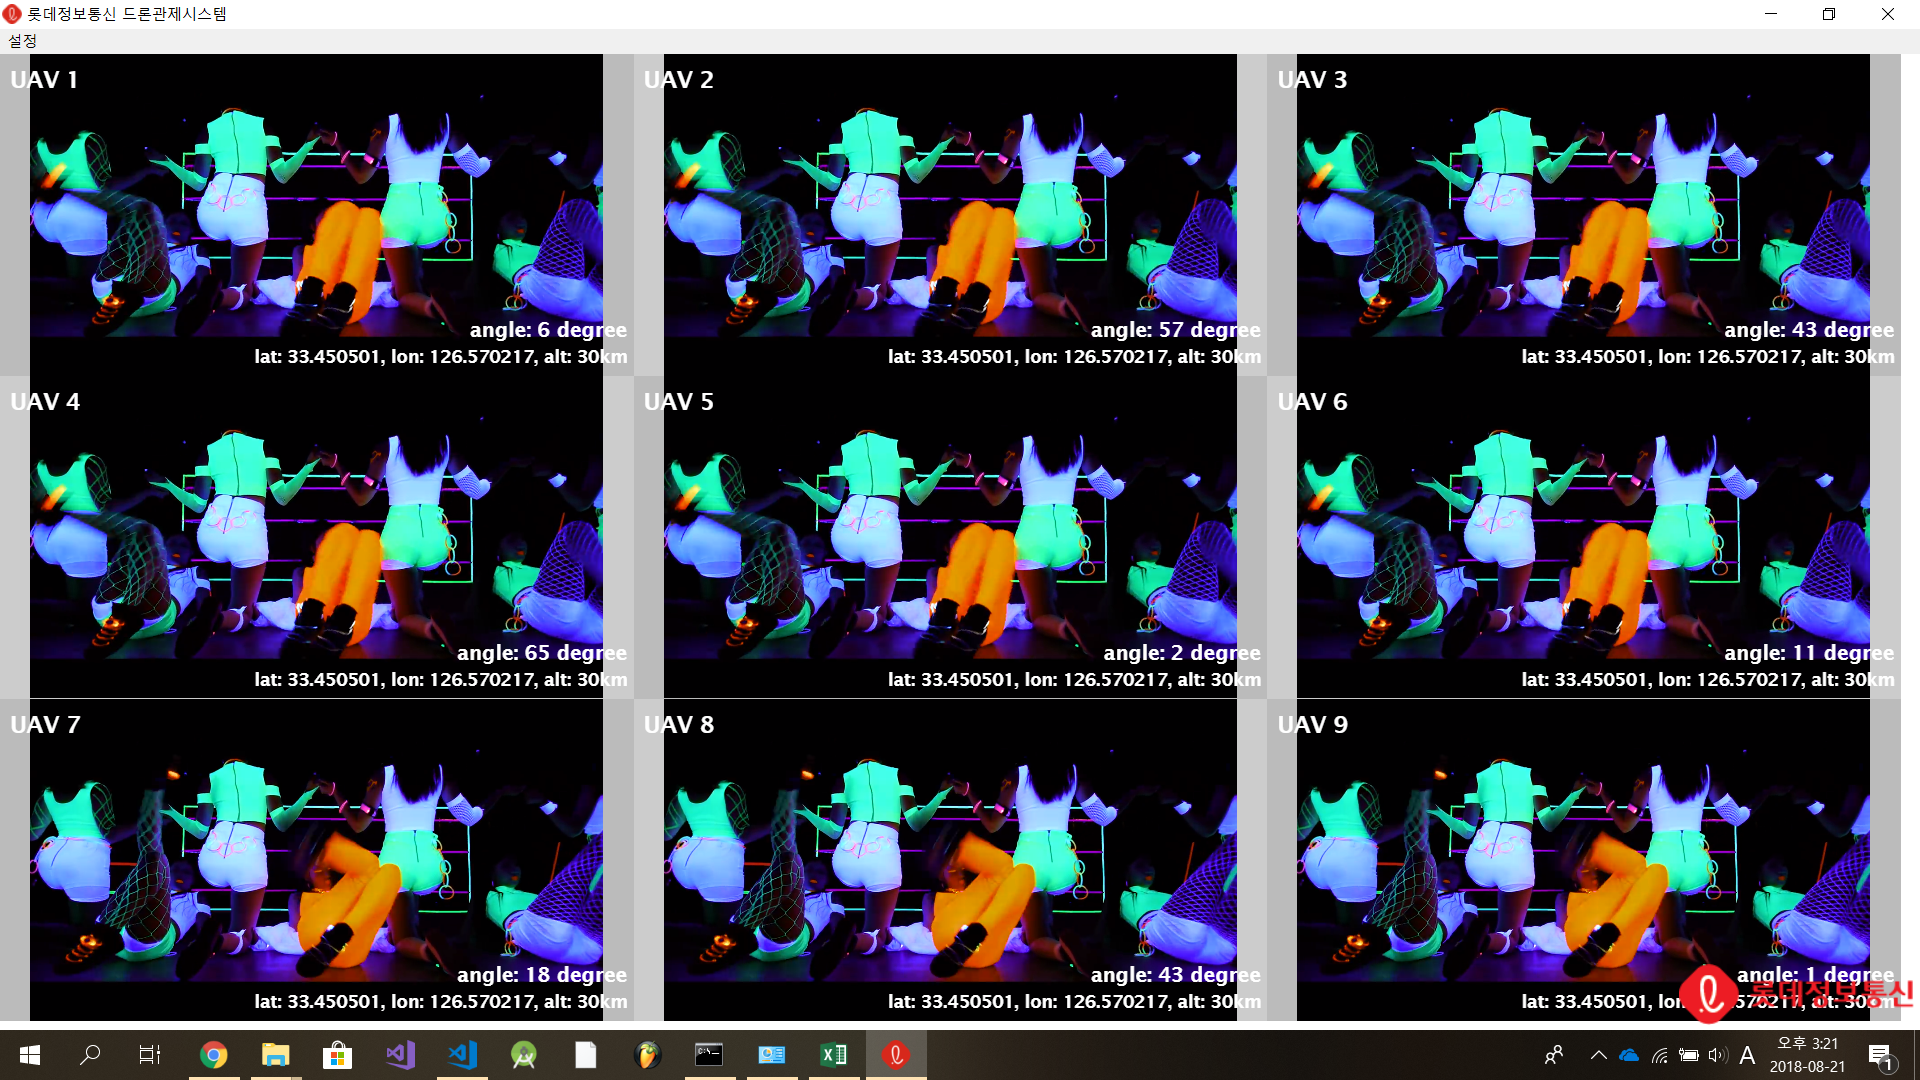 롯데정보통신 드론관제시스템
설정
UAV 1
angle: 6 degree
lat: 33.450501, lon: 126.570217, alt: 30km
UAV 2
angle: 57 degree
lat: 33.450501, lon: 126.570217, alt: 30km
UAV 3
angle: 43 degree
lat: 33.450501, lon: 126.570217, alt: 30km
UAV 4
angle: 65 degree
lat: 33.450501, lon: 126.570217, alt: 30km
UAV 5
angle: 2 degree
lat: 33.450501, lon: 126.570217, alt: 30km
UAV 6
angle: 11 degree
lat: 33.450501, lon: 126.570217, alt: 30km
UAV 7
angle: 18 degree
lat: 33.450501, lon: 126.570217, alt: 30km
UAV 8
angle: 43 degree
lat: 33.450501, lon: 126.570217, alt: 30km
UAV 9
angle: 1 degree
lat: 33.450501, lon: 126.570217, alt: 30km
롯데정보통신
A
오후 3:21
2018-08-21
1